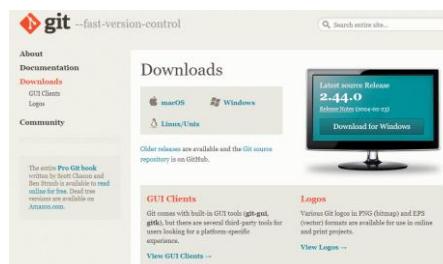 git --fast-version-control
Search entire site...
About
Documentation
Downloads
GUI Clients
Logos
Community
The entire Pro Git book
written by Scott Chacon and
Ben Straub is available to read
online for free. Dead tree
versions are available on
Amazon.com.
Downloads
macOS
Windows
Linux/Unix
Older releases are available and the Git source
repository is on GitHub.
Latest source Release
2.44.0
Release Notes (2024-02-23)
Download for Windows
GUI Clients
Git comes with built-in GUI tools (git-gui,
gitk), but there are several third-party tools for
users looking for a platform-specific
experience.
View GUI Clients →
Logos
Various Git logos in PNG (bitmap) and EPS
(vector) formats are available for use in online
and print projects.
View Logos →